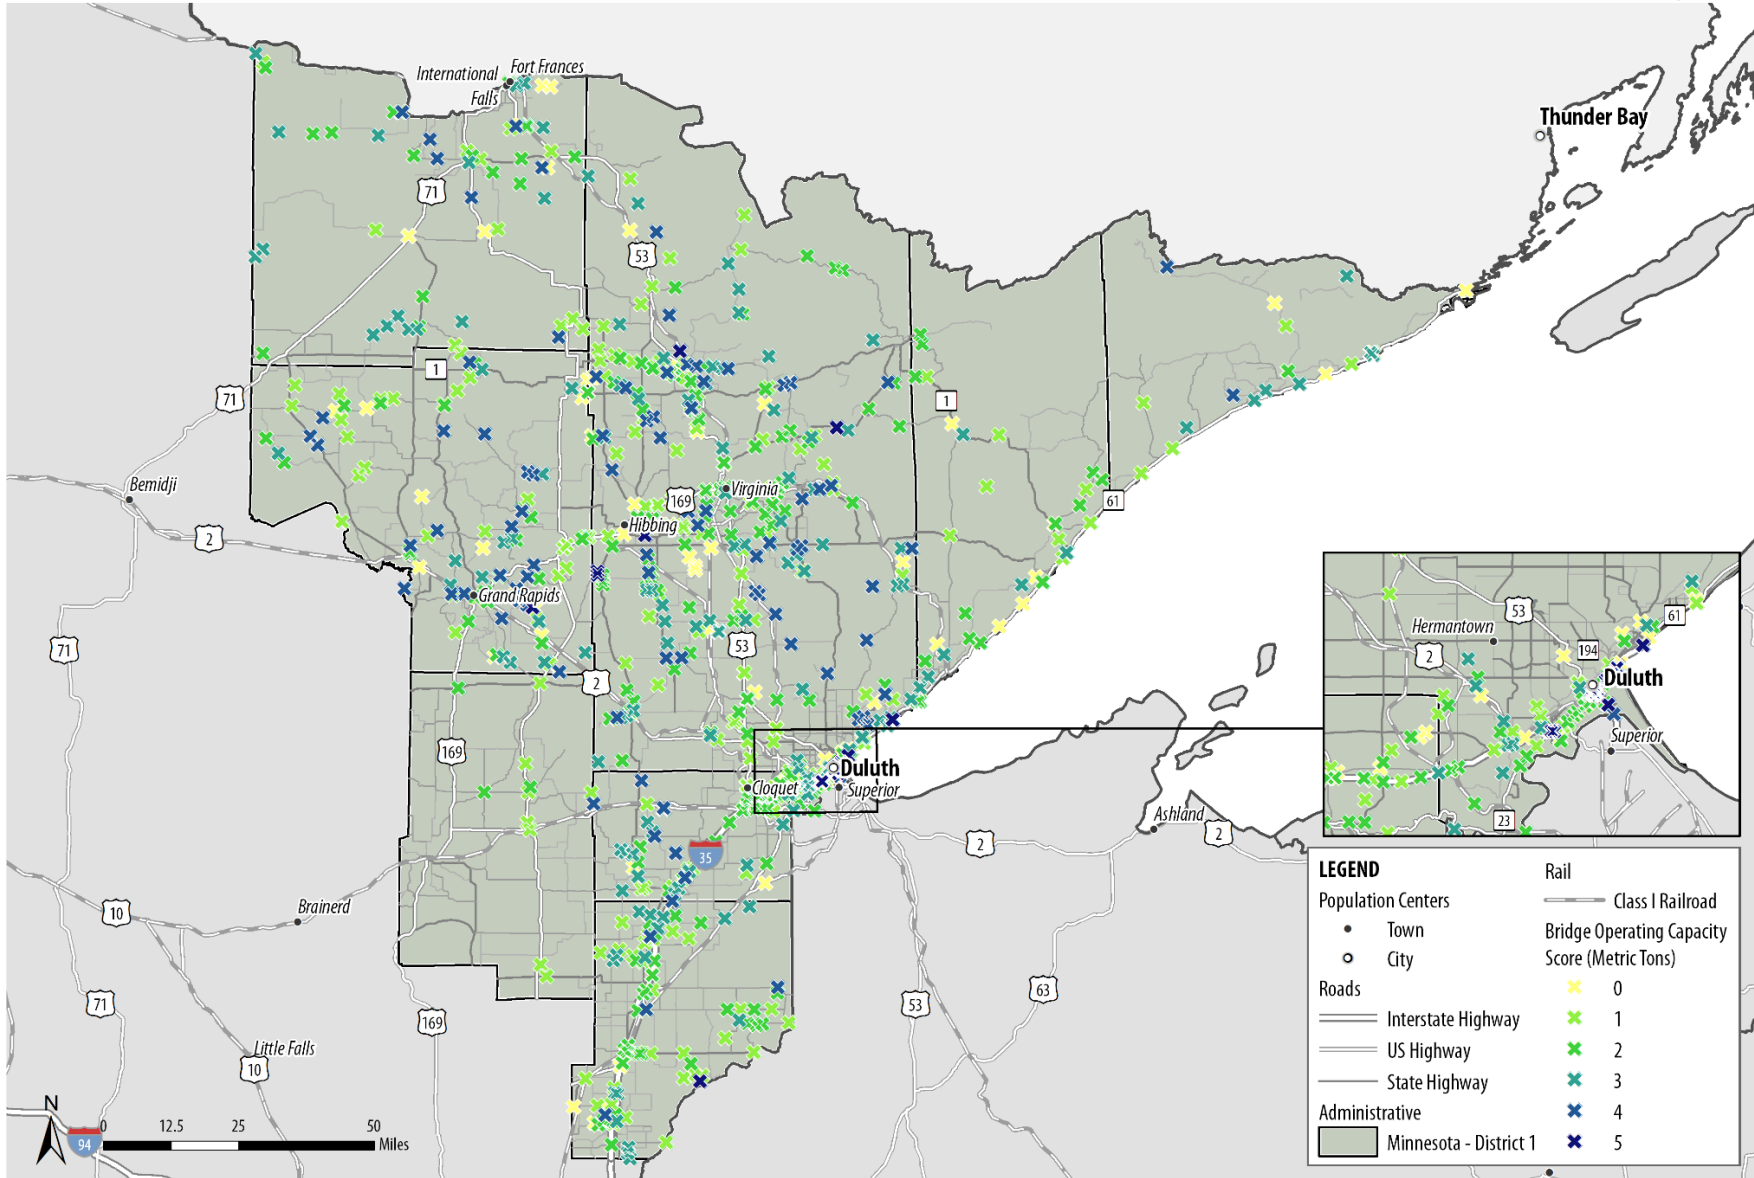 Fort Frances
International
Falls
Thunder Bay
71
53
1
71
1
Bemidji
169
Virginia
61
Hibbing
2
Grand Rapids
53
71
2
53
61
Hermantown
194
2
Duluth
Superior
23
169
Duluth
Cloquet
Superior
Ashland
2
2
35
10
Brainerd
71
53
63
169
Little Falls
10
N
94
0
12.5
25
50
Miles
LEGEND
Population Centers
Town
City
Roads
Interstate Highway
US Highway
State Highway
Administrative
Minnesota - District 1
Rail
Class I Railroad
Bridge Operating Capacity
Score (Metric Tons)
0
1
2
3
4
5